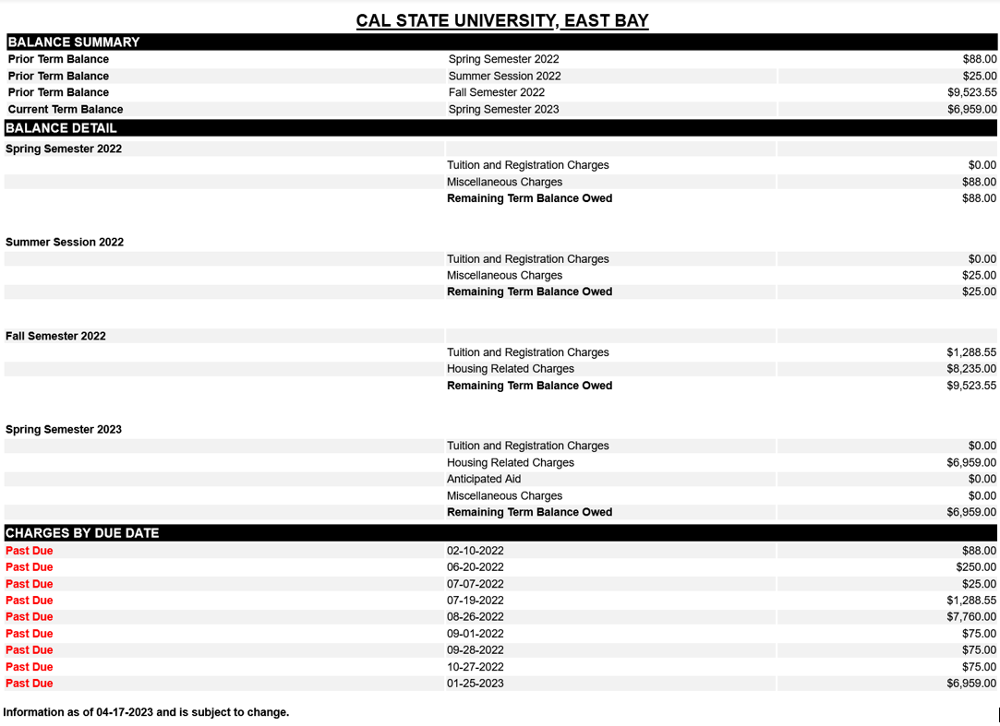 CAL STATE UNIVERSITY, EAST BAY
BALANCE SUMMARY
Prior Term Balance Spring Semester 2022 $88.00
Prior Term Balance Summer Session 2022 $25.00
Prior Term Balance Fall Semester 2022 $9,523.55
Current Term Balance Spring Semester 2023 $6,959.00
BALANCE DETAIL
Spring Semester 2022
Tuition and Registration Charges $0.00
Miscellaneous Charges $88.00
Remaining Term Balance Owed $88.00
Summer Session 2022
Tuition and Registration Charges $0.00
Miscellaneous Charges $25.00
Remaining Term Balance Owed $25.00
Fall Semester 2022
Tuition and Registration Charges $1,288.55
Housing Related Charges $8,235.00
Remaining Term Balance Owed $9,523.55
Spring Semester 2023
Tuition and Registration Charges $0.00
Housing Related Charges $6,959.00
Anticipated Aid $0.00
Miscellaneous Charges $0.00
Remaining Term Balance Owed $6,959.00
CHARGES BY DUE DATE
Past Due 02-10-2022 $88.00
Past Due 06-20-2022 $250.00
Past Due 07-07-2022 $25.00
Past Due 07-19-2022 $1,288.55
Past Due 08-26-2022 $7,760.00
Past Due 09-01-2022 $75.00
Past Due 09-28-2022 $75.00
Past Due 10-27-2022 $75.00
Past Due 01-25-2023 $6,959.00
Information as of 04-17-2023 and is subject to change.